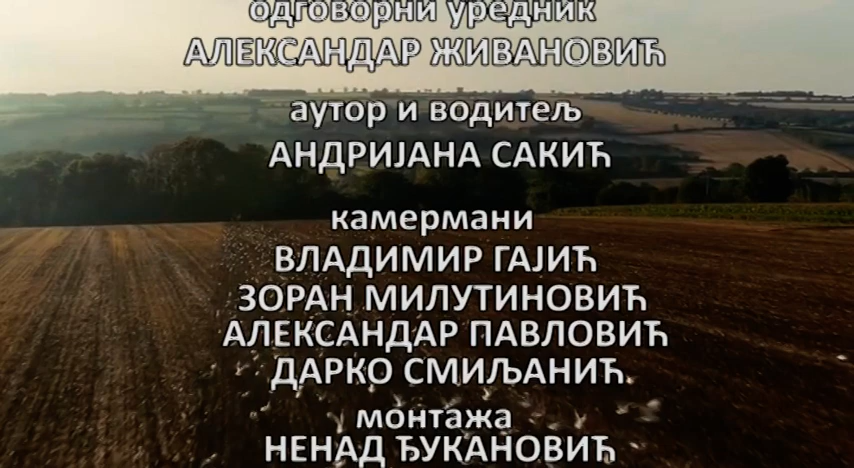 одговорни уредник
АЛЕКСАНДАР ЖИВАНОВИЋ
аутор и водитељ
АНДРИЈАНА САКИЋ
камермани
ВЛАДИМИР ГАЈИЋ
ЗОРАН МИЛУТИНОВИЋ
АЛЕКСАНДАР ПАВЛОВИЋ
ДАРКО СМИЉАНИЋ
монтажа
НЕНАД ЂУКАНОВИЋ